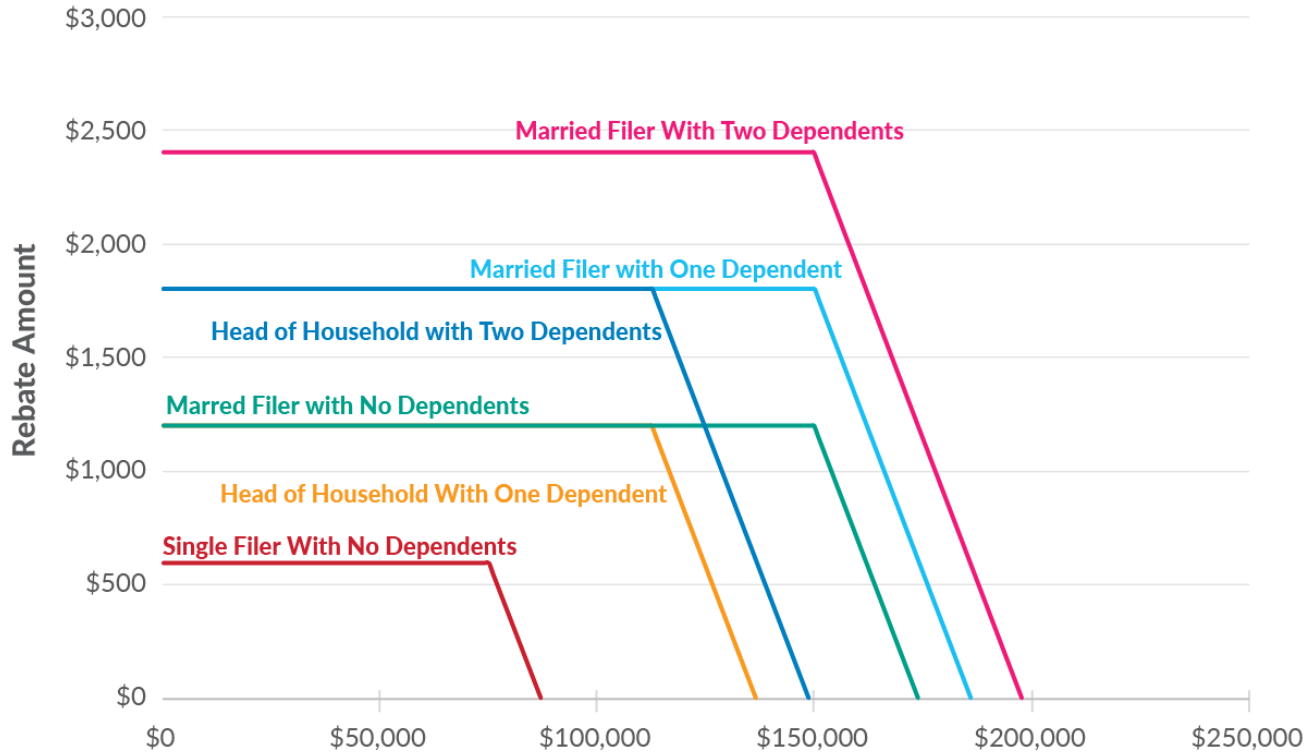 $3,000
$2,500
Married Filer With Two Dependents
$2,000
Married Filer with One Dependent
Head of Household with Two Dependents
$1,500
Marred Filer with No Dependents
$1,000
Head of Household With One Dependent
Single Filer With No Dependents
$500
$0
Rebate Amount
$0 $50,000 $100,000 $150,000 $200,000 $250,000